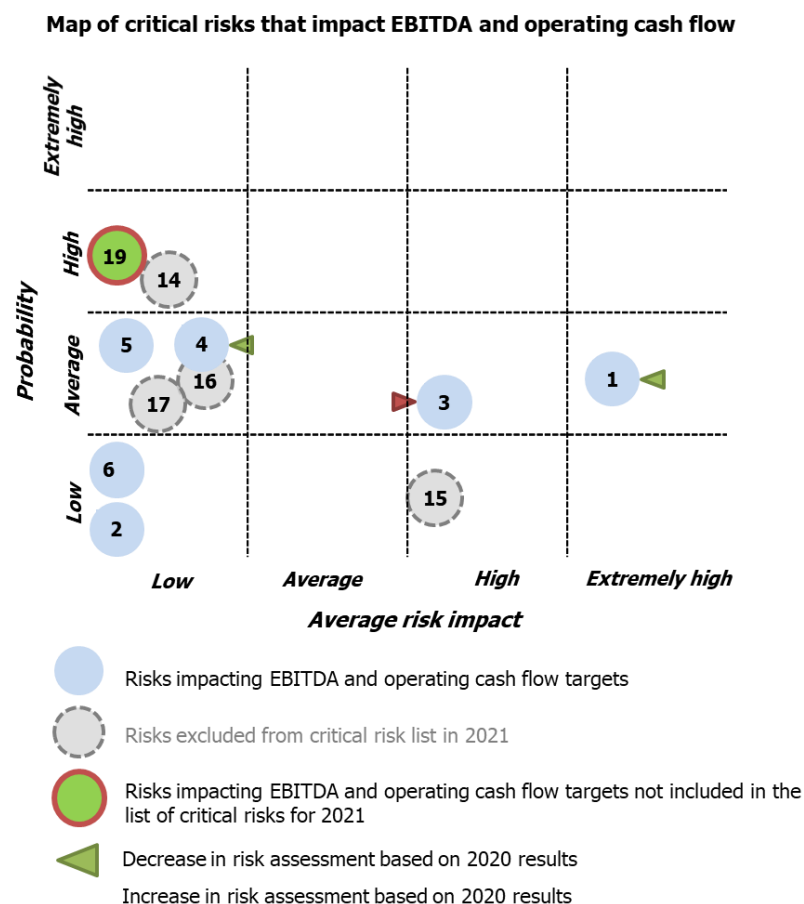 Map of critical risks that impact EBITDA and operating cash flow
Extremely
high
High
Average
Low
Probability
19
14
5
4
16
17
3
1
6
2
15
Low
Average
High
Extremely high
Average risk impact
Risks impacting EBITDA and operating cash flow targets
Risks excluded from critical risk list in 2021
Risks impacting EBITDA and operating cash flow targets not included in the
list of critical risks for 2021
Decrease in risk assessment based on 2020 results
Increase in risk assessment based on 2020 results